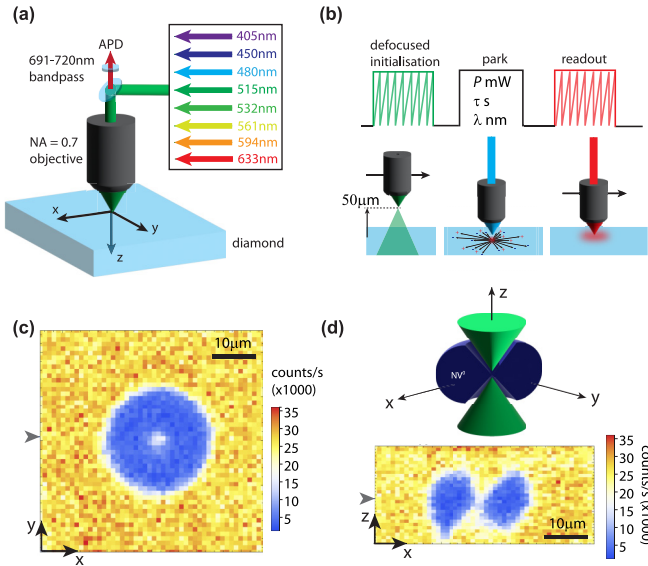 (a)
APD
691-720nm
bandpass
405nm
450nm
480nm
515nm
532nm
561nm
594nm
633nm
NA = 0.7
objective
x
y
z
diamond
(b)
defocused
initialisation
park
readout
P mW
τ s
λ nm
50μm
(c)
10μm
counts/s
(x1000)
35
30
25
20
15
10
5
y
x
(d)
z
NV⁰
x
y
35
30
25
20
15
10
5
counts/s (x1000)
z
x
10μm